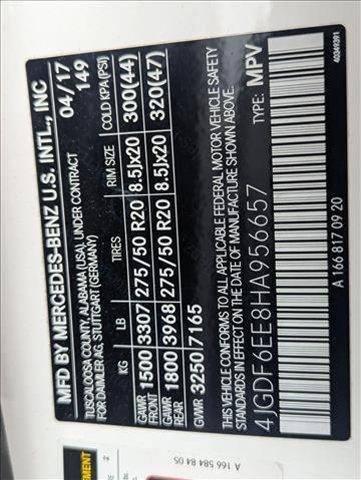 MFD BY MERCEDES-BENZ U.S. INTL., INC
TUSCALOOSA COUNTY, ALABAMA (USA), UNDER CONTRACT 04/17
FOR DAIMLER AG, STUTTGART (GERMANY) 149
KG LB TIRES RIM SIZE COLD KPA (PSI)
GAWR FRONT 1500 3307 275/50 R20 8.5Jx20 300(44)
GAWR REAR 1800 3968 275/50 R20 8.5Jx20 320(47)
GVWR 3250 7165
THIS VEHICLE CONFORMS TO ALL APPLICABLE FEDERAL MOTOR VEHICLE SAFETY
STANDARDS IN EFFECT ON THE DATE OF MANUFACTURE SHOWN ABOVE.
4JGDF6EE8HA956657 TYPE: MPV
A 166 817 09 20
40349391
A 166 584 84 05